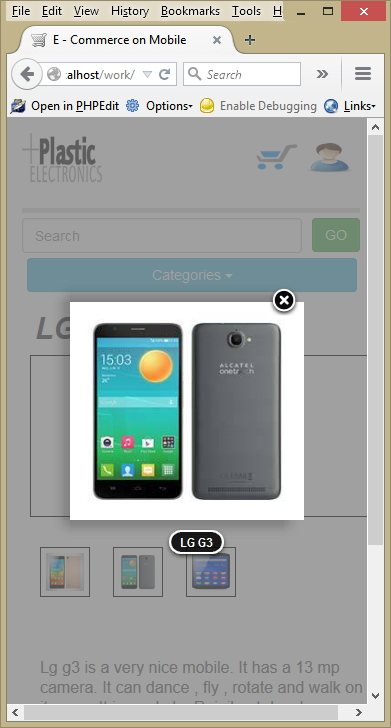 File Edit View History Bookmarks Tools H
E - Commerce on Mobile
:alhost/work/ Search
Open in PHPEdit Options Enable Debugging Links
+Plastic
ELECTRONICS
Search GO
Categories
LG
15:03
ALCATEL
onetouch
LG G3
Lg g3 is a very nice mobile. It has a 13 mp
camera. It can dance , fly , rotate and walk on